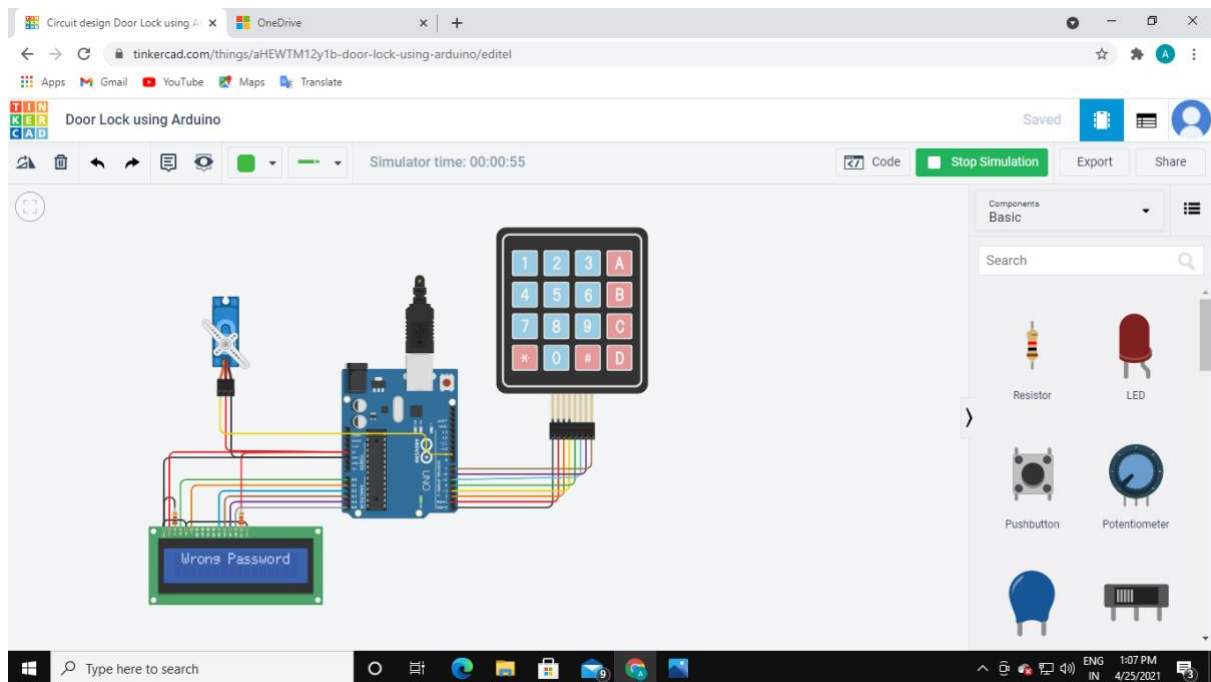 Circuit design Door Lock using A
OneDrive
tinkercad.com/things/aHEWTM12y1b-door-lock-using-arduino/editel
Apps Gmail YouTube Maps Translate
TIN
KER
CAD
Door Lock using Arduino
Saved
Simulator time: 00:00:55
Code
Stop Simulation
Export
Share
Components
Basic
Search
1 2 3 A
4 5 6 B
7 8 9 C
* 0 # D
Resistor
LED
UNO
Pushbutton
Potentiometer
Wrong Password
Type here to search
9
ENG
IN
1:07 PM
4/25/2021
3